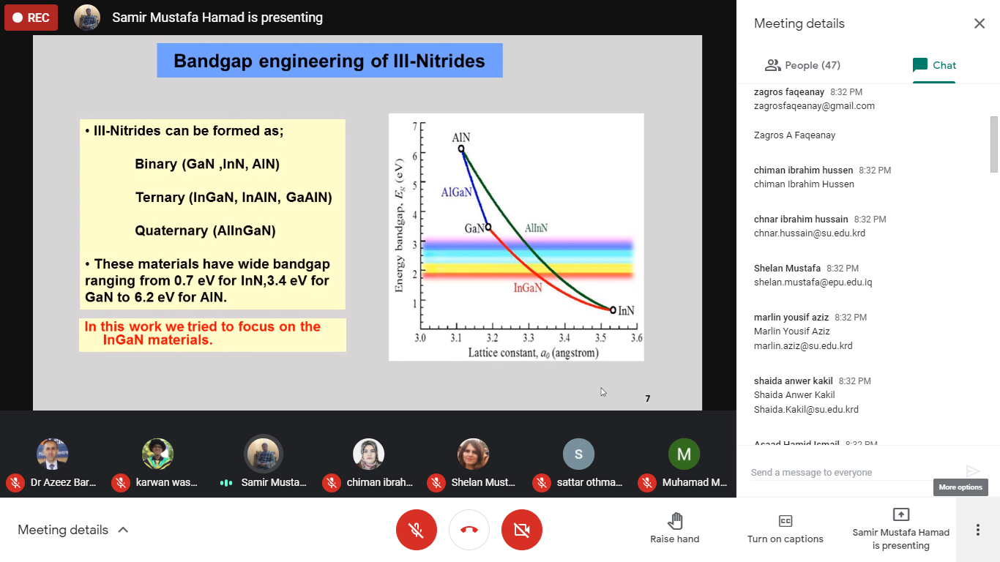 REC
Samir Mustafa Hamad is presenting
Bandgap engineering of III-Nitrides
• III-Nitrides can be formed as;
Binary (GaN ,InN, AlN)
Ternary (InGaN, InAlN, GaAlN)
Quaternary (AlInGaN)
• These materials have wide bandgap
ranging from 0.7 eV for InN,3.4 eV for
GaN to 6.2 eV for AlN.
In this work we tried to focus on the
InGaN materials.
Energy bandgap, Eg (eV)
7
6
5
4
3
2
1
AlN
AlGaN
GaN
AlInN
InGaN
InN
3.0 3.1 3.2 3.3 3.4 3.5 3.6
Lattice constant, a0 (angstrom)
7
Dr Azeez Bar...
karwan was...
Samir Musta...
chiman ibrah...
Shelan Must...
S
sattar othma...
M
Muhamad M...
Meeting details
People (47)
Chat
zagros faqeanay 8:32 PM
zagrosfaqeanay@gmail.com
Zagros A Faqeanay
chiman ibrahim hussen 8:32 PM
chiman Ibrahim Hussen
chnar ibrahim hussain 8:32 PM
chnar.hussain@su.edu.krd
Shelan Mustafa 8:32 PM
shelan.mustafa@epu.edu.iq
marlin yousif aziz 8:32 PM
Marlin Yousif Aziz
marlin.aziz@su.edu.krd
shaida anwer kakil 8:32 PM
Shaida Anwer Kakil
Shaida.Kakil@su.edu.krd
Asaad Hamid Ismail 8:32 PM
Send a message to everyone
More options
Meeting details
Raise hand
CC
Turn on captions
Samir Mustafa Hamad
is presenting